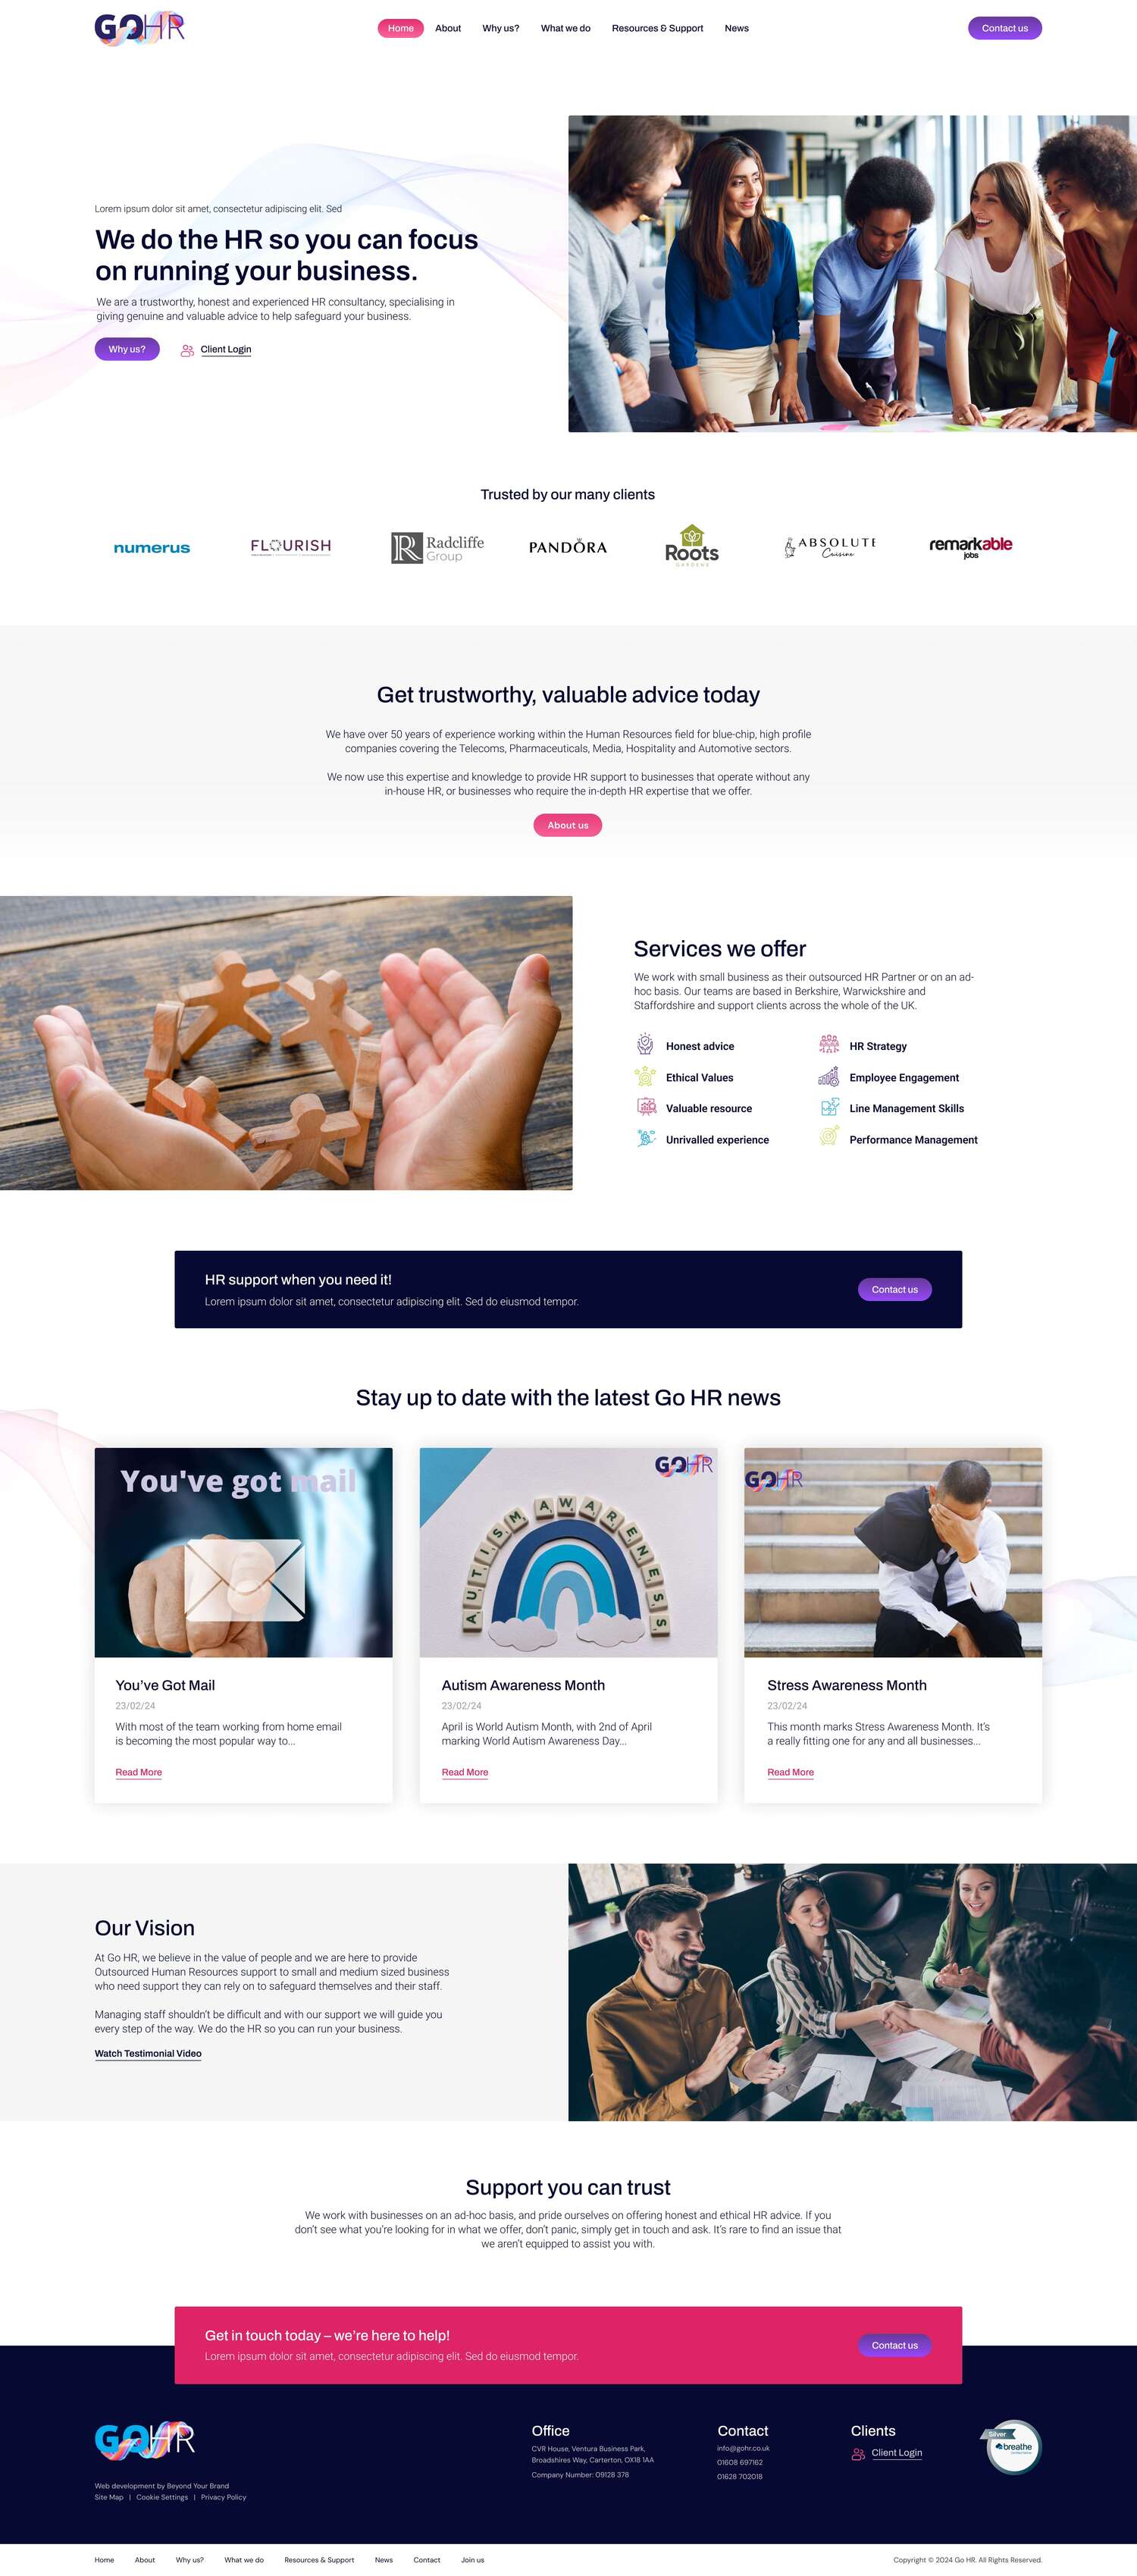 GOHR
Home
About
Why us?
What we do
Resources & Support
News
Contact us
Lorem ipsum dolor sit amet, consectetur adipiscing elit. Sed
We do the HR so you can focus
on running your business.
We are a trustworthy, honest and experienced HR consultancy, specialising in
giving genuine and valuable advice to help safeguard your business.
Why us?
Client Login
Trusted by our many clients
numerus
FLOURISH
R Radcliffe
Group
PANDÖRA
Roots
GARDENS
ABSOLUTE
Cuisine
remarkable
jobs
Get trustworthy, valuable advice today
We have over 50 years of experience working within the Human Resources field for blue-chip, high profile
companies covering the Telecoms, Pharmaceuticals, Media, Hospitality and Automotive sectors.
We now use this expertise and knowledge to provide HR support to businesses that operate without any
in-house HR, or businesses who require the in-depth HR expertise that we offer.
About us
Services we offer
We work with small business as their outsourced HR Partner or on an ad-
hoc basis. Our teams are based in Berkshire, Warwickshire and
Staffordshire and support clients across the whole of the UK.
Honest advice
HR Strategy
Ethical Values
Employee Engagement
Valuable resource
Line Management Skills
Unrivalled experience
Performance Management
HR support when you need it!
Lorem ipsum dolor sit amet, consectetur adipiscing elit. Sed do eiusmod tempor.
Contact us
Stay up to date with the latest Go HR news
You've got mail
You’ve Got Mail
23/02/24
With most of the team working from home email
is becoming the most popular way to...
Read More
GOHR
AUTISM AWARENESS
Autism Awareness Month
23/02/24
April is World Autism Month, with 2nd of April
marking World Autism Awareness Day...
Read More
GOHR
Stress Awareness Month
23/02/24
This month marks Stress Awareness Month. It’s
a really fitting one for any and all businesses...
Read More
Our Vision
At Go HR, we believe in the value of people and we are here to provide
Outsourced Human Resources support to small and medium sized business
who need support they can rely on to safeguard themselves and their staff.
Managing staff shouldn’t be difficult and with our support we will guide you
every step of the way. We do the HR so you can run your business.
Watch Testimonial Video
Support you can trust
We work with businesses on an ad-hoc basis, and pride ourselves on offering honest and ethical HR advice. If you
don’t see what you’re looking for in what we offer, don’t panic, simply get in touch and ask. It’s rare to find an issue that
we aren’t equipped to assist you with.
Get in touch today – we’re here to help!
Lorem ipsum dolor sit amet, consectetur adipiscing elit. Sed do eiusmod tempor.
Contact us
GOHR
Web development by Beyond Your Brand
Site Map | Cookie Settings | Privacy Policy
Office
CVR House, Ventura Business Park,
Broadshires Way, Carterton, OX18 1AA
Company Number: 09128 378
Contact
info@gohr.co.uk
01608 697162
01628 702018
Clients
Client Login
Silver
breathe
Home
About
Why us?
What we do
Resources & Support
News
Contact
Join us
Copyright © 2024 Go HR. All Rights Reserved.